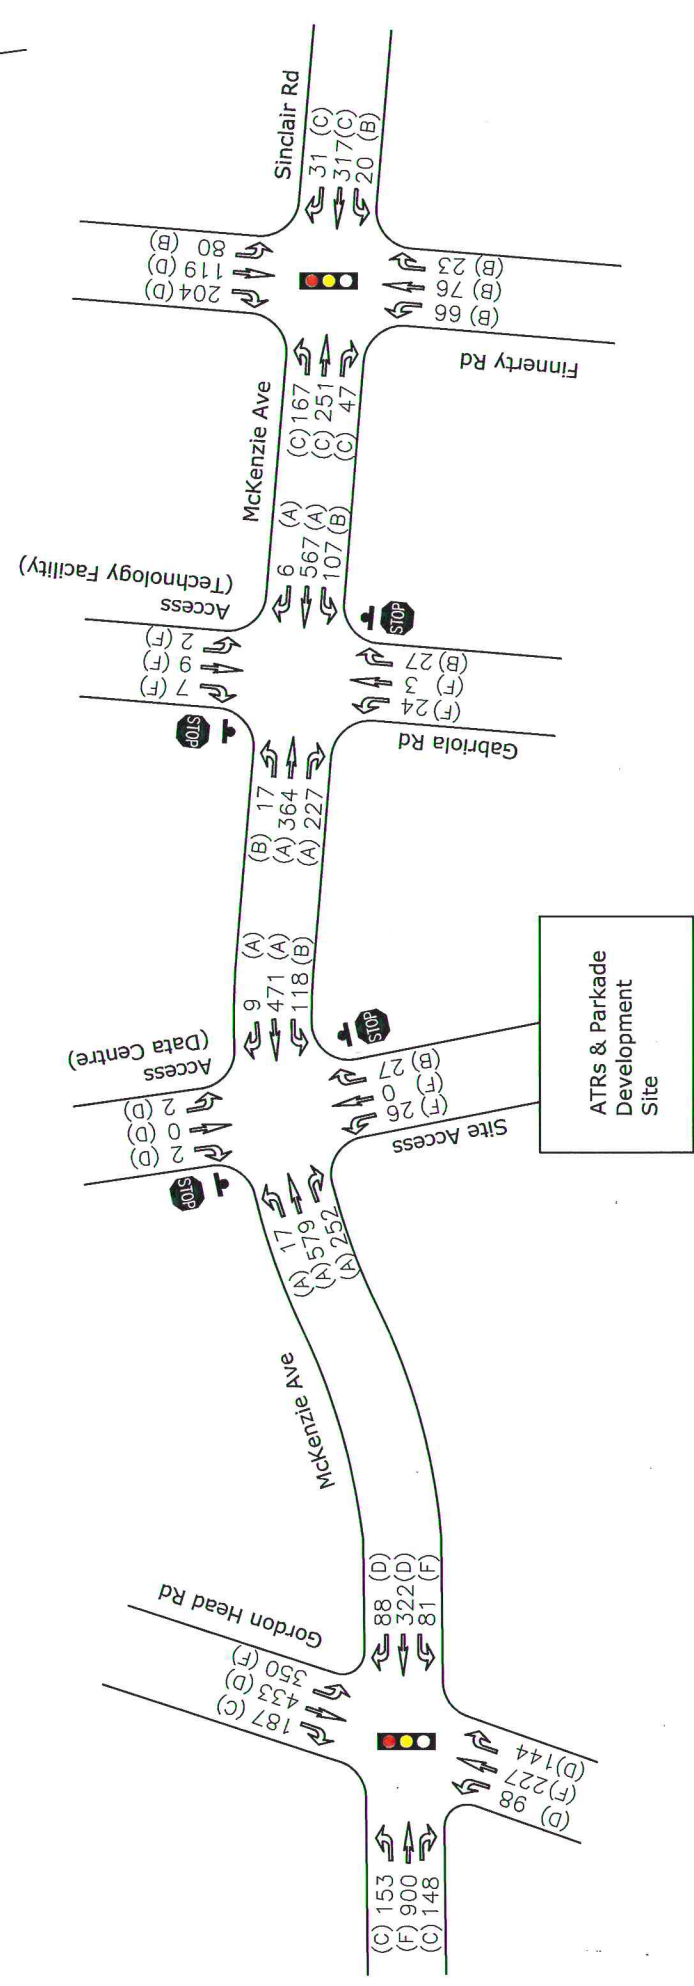 Sinclair Rd
31 (C)
317(C)
20 (B)
80 (B)
119 (D)
204 (D)
(B) 23
(B) 76
(B) 66
Finnerty Rd
(C) 167
(C) 251
(C) 47
McKenzie Ave
6 (A)
567 (A)
107 (B)
Access
(Technology Facility)
2 (F)
9 (F)
7 (F)
STOP
STOP
(B) 27
(F) 3
(F) 24
Gabriola Rd
(B) 17
(A) 364
(A) 227
9 (A)
471 (A)
118 (B)
Access
(Data Centre)
2 (D)
0 (D)
2 (D)
STOP
STOP
(B) 27
(F) 0
(F) 26
Site Access
ATRs & Parkade
Development
Site
(A) 17
(A) 579
(A) 252
McKenzie Ave
88 (D)
322(D)
81 (F)
Gordon Head Rd
350 (F)
433 (D)
187 (C)
(D)144
(F)227
(D) 98
(C) 153
(F) 900
(C) 148